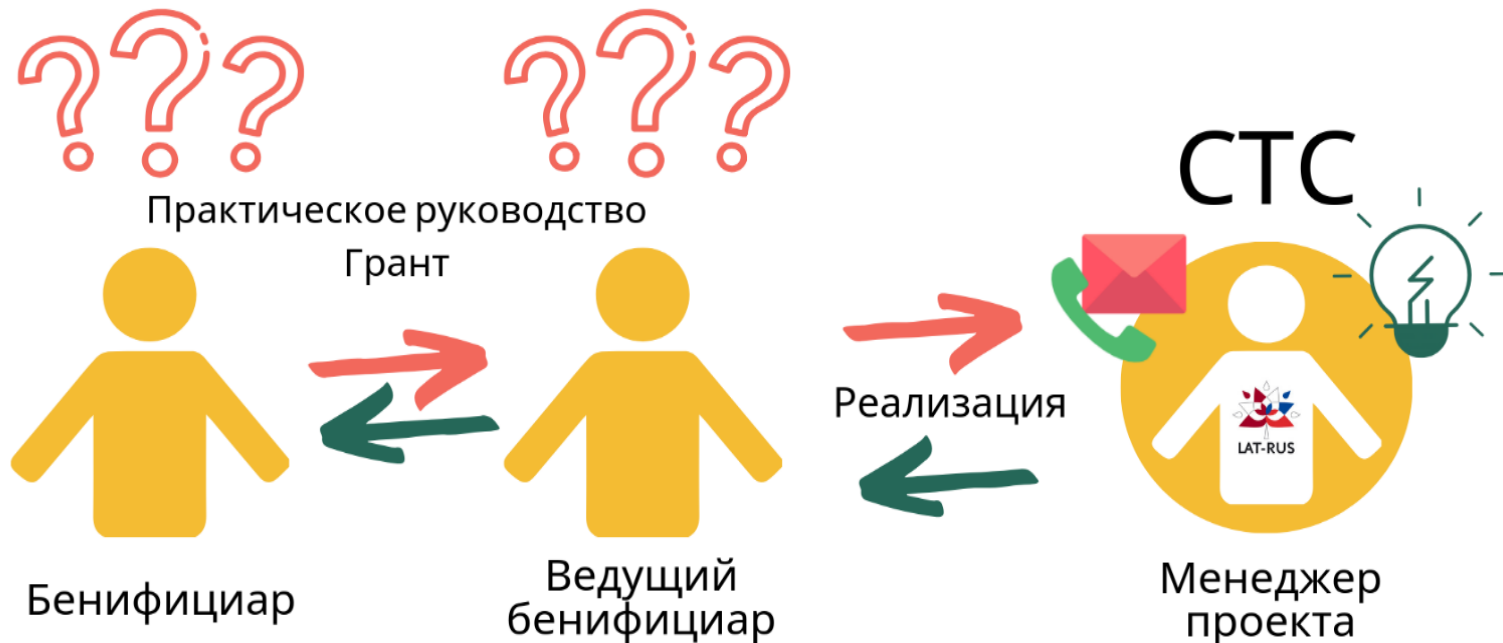 СТС
Практическое руководство
Грант
Реализация
LAT-RUS
Бенифициар
Ведущий
бенифициар
Менеджер
проекта